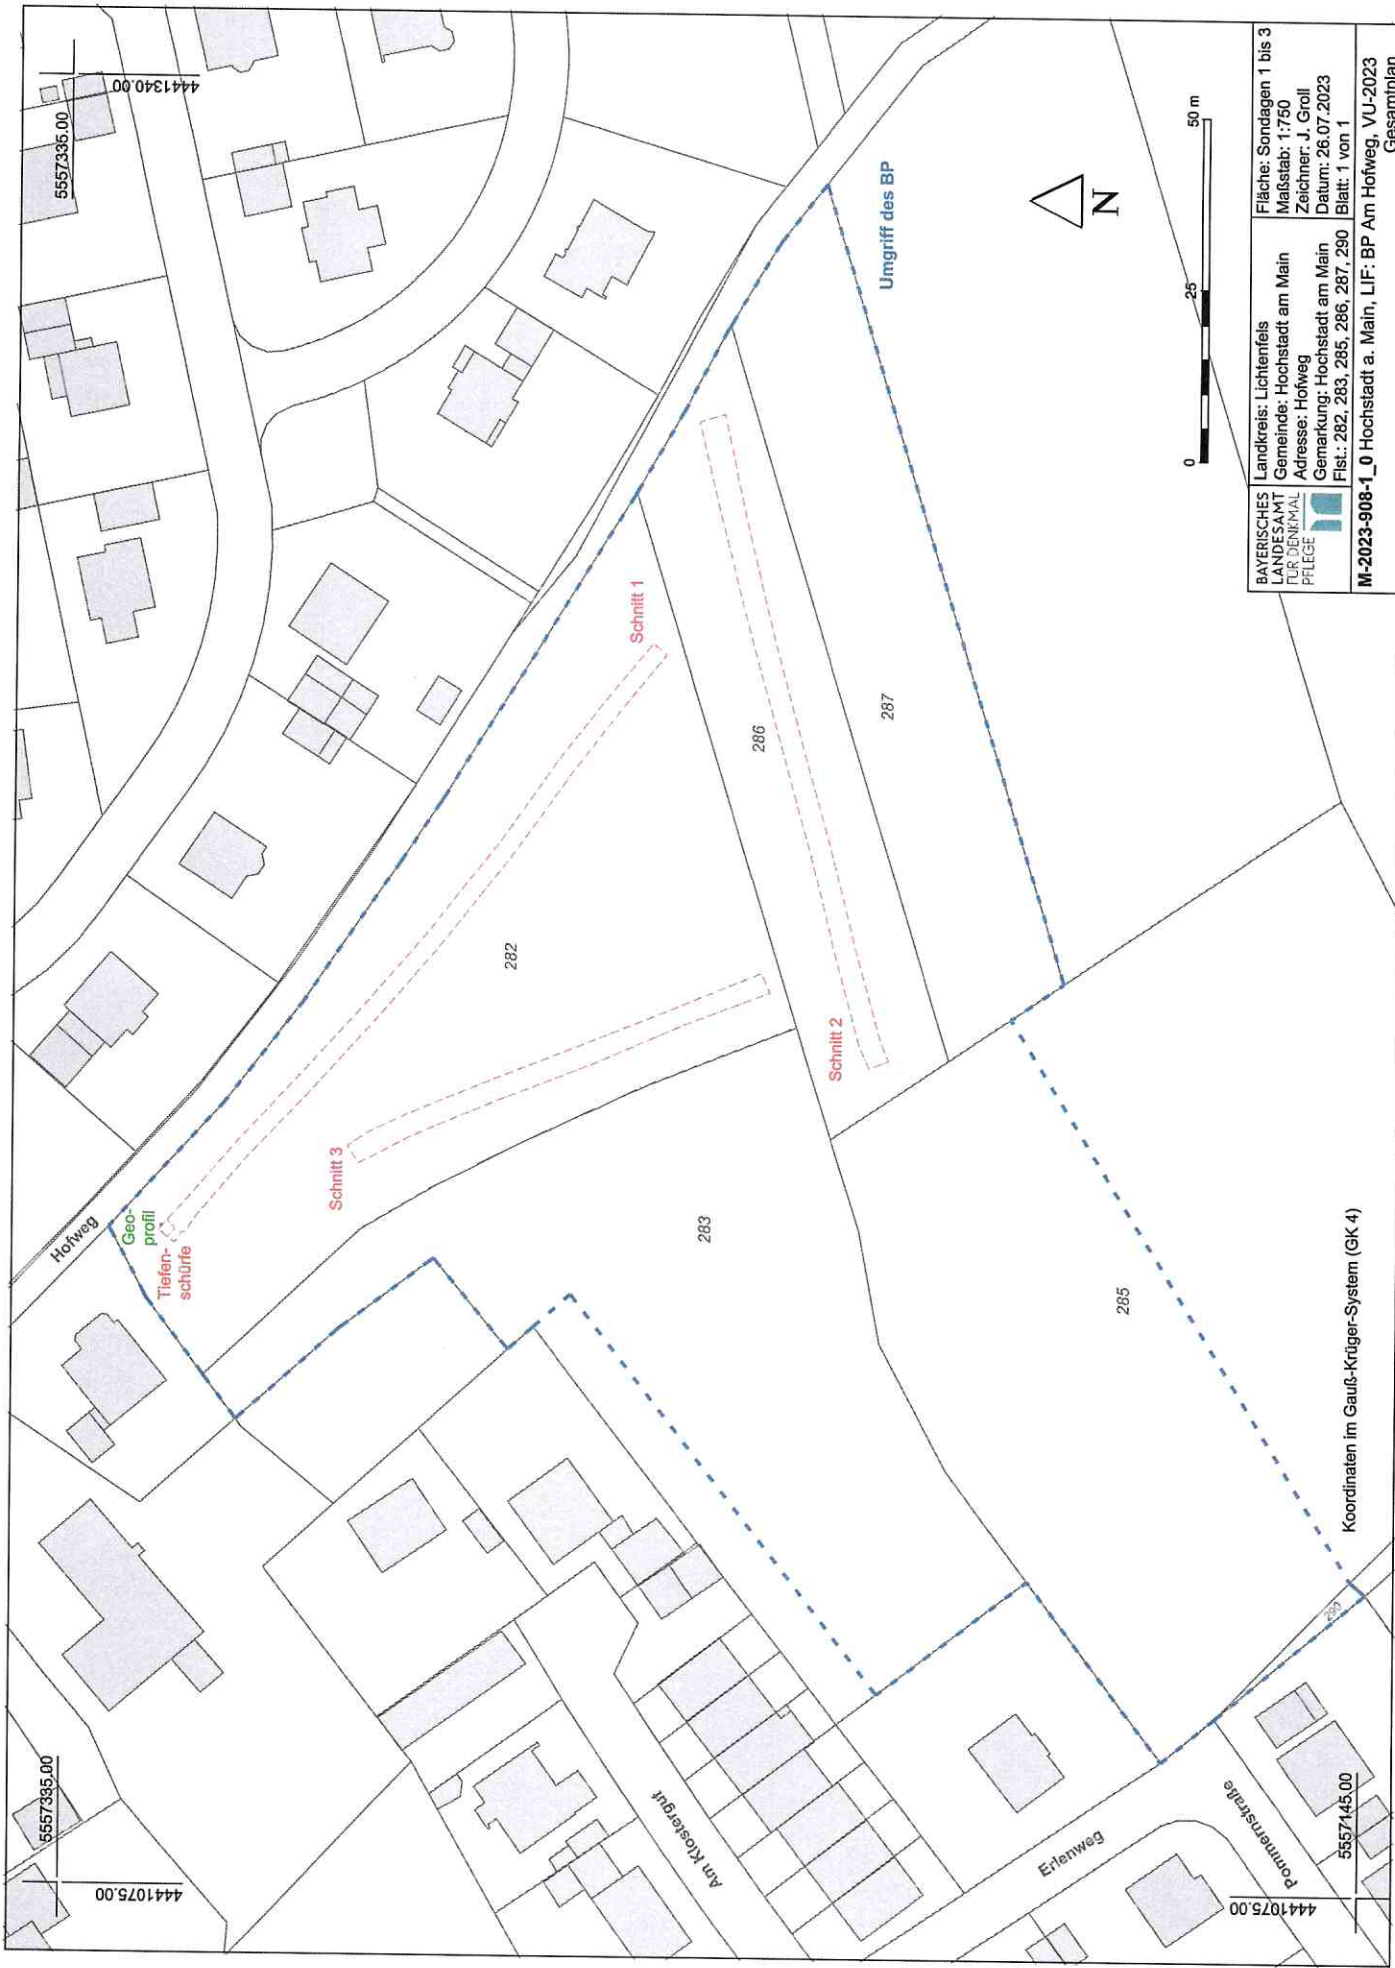 5557335.00
4441075.00
5557335.00
4441340.00
Hofweg
Geo-
profil
Tiefen-
schürfe
Schnitt 3
Schnitt 1
Schnitt 2
282
283
285
286
287
290
Umgriff des BP
Am Klostergut
Erlenweg
Pommernstraße
5557145.00
4441075.00
Koordinaten im Gauß-Krüger-System (GK 4)
N
0 25 50 m
BAYERISCHES
LANDESAMT
FÜR DENKMAL
PFLEGE
Landkreis: Lichtenfels
Gemeinde: Hochstadt am Main
Adresse: Hofweg
Gemarkung: Hochstadt am Main
Flst.: 282, 283, 285, 286, 287, 290
Fläche: Sondagen 1 bis 3
Maßstab: 1:750
Zeichner: J. Groll
Datum: 26.07.2023
Blatt: 1 von 1
M-2023-908-1_0 Hochstadt a. Main, LIF: BP Am Hofweg, VU-2023
Gesamtplan